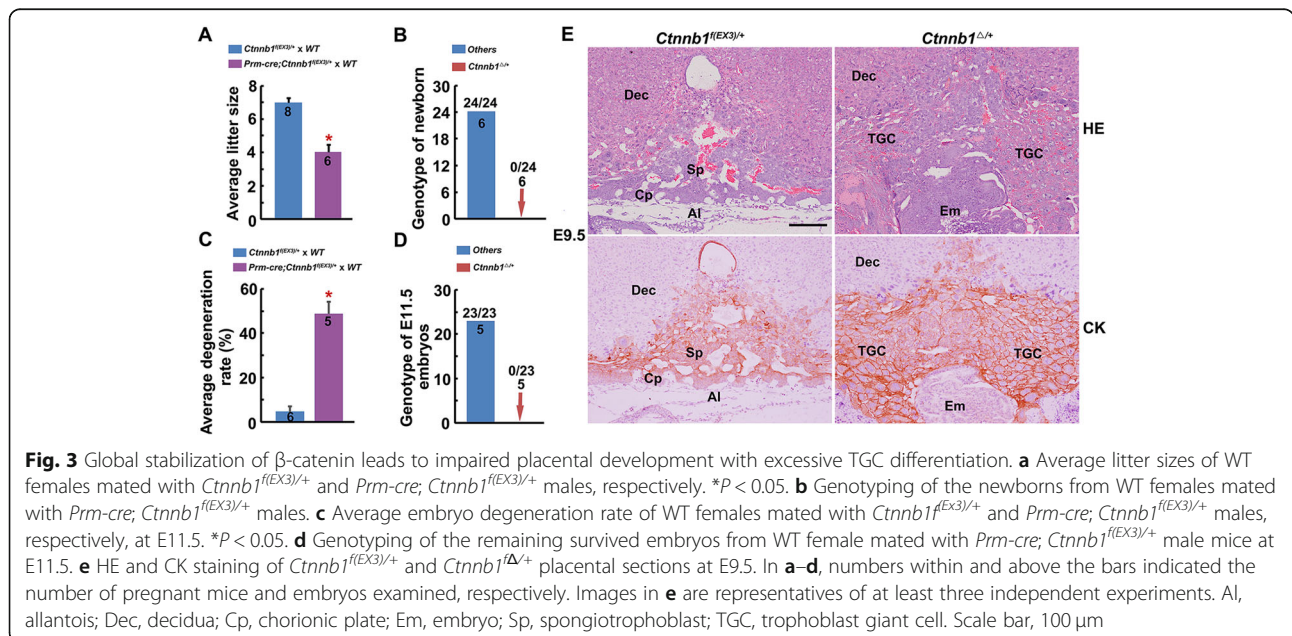 A
Ctnnb1f(EX3)/+ x WT
Prm-cre;Ctnnb1f(EX3)/+ x WT
Average litter size
8
6
4
2
0
8
*
6
B
Others
Ctnnb1△/+
Genotype of newborn
30
24
18
12
6
0
24/24
6
0/24
6
C
Ctnnb1f(EX3)/+ x WT
Prm-cre;Ctnnb1f(EX3)/+ x WT
Average degeneration
rate (%)
60
40
20
0
6
*
5
D
Others
Ctnnb1△/+
Genotype of E11.5
embryos
30
20
10
0
23/23
5
0/23
5
E
Ctnnb1f(EX3)/+
Ctnnb1△/+
Dec
Sp
Cp
Al
Dec
TGC
TGC
Em
HE
E9.5
Dec
Sp
Cp
Al
Dec
TGC
TGC
Em
CK
Fig. 3 Global stabilization of β-catenin leads to impaired placental development with excessive TGC differentiation. a Average litter sizes of WT
females mated with Ctnnb1f(EX3)/+ and Prm-cre; Ctnnb1f(EX3)/+ males, respectively. *P < 0.05. b Genotyping of the newborns from WT females mated
with Prm-cre; Ctnnb1f(EX3)/+ males. c Average embryo degeneration rate of WT females mated with Ctnnb1f(Ex3)/+ and Prm-cre; Ctnnb1f(EX3)/+ males,
respectively, at E11.5. *P < 0.05. d Genotyping of the remaining survived embryos from WT female mated with Prm-cre; Ctnnb1f(EX3)/+ male mice at
E11.5. e HE and CK staining of Ctnnb1f(EX3)/+ and Ctnnb1fΔ/+ placental sections at E9.5. In a–d, numbers within and above the bars indicated the
number of pregnant mice and embryos examined, respectively. Images in e are representatives of at least three independent experiments. Al,
allantois; Dec, decidua; Cp, chorionic plate; Em, embryo; Sp, spongiotrophoblast; TGC, trophoblast giant cell. Scale bar, 100 μm